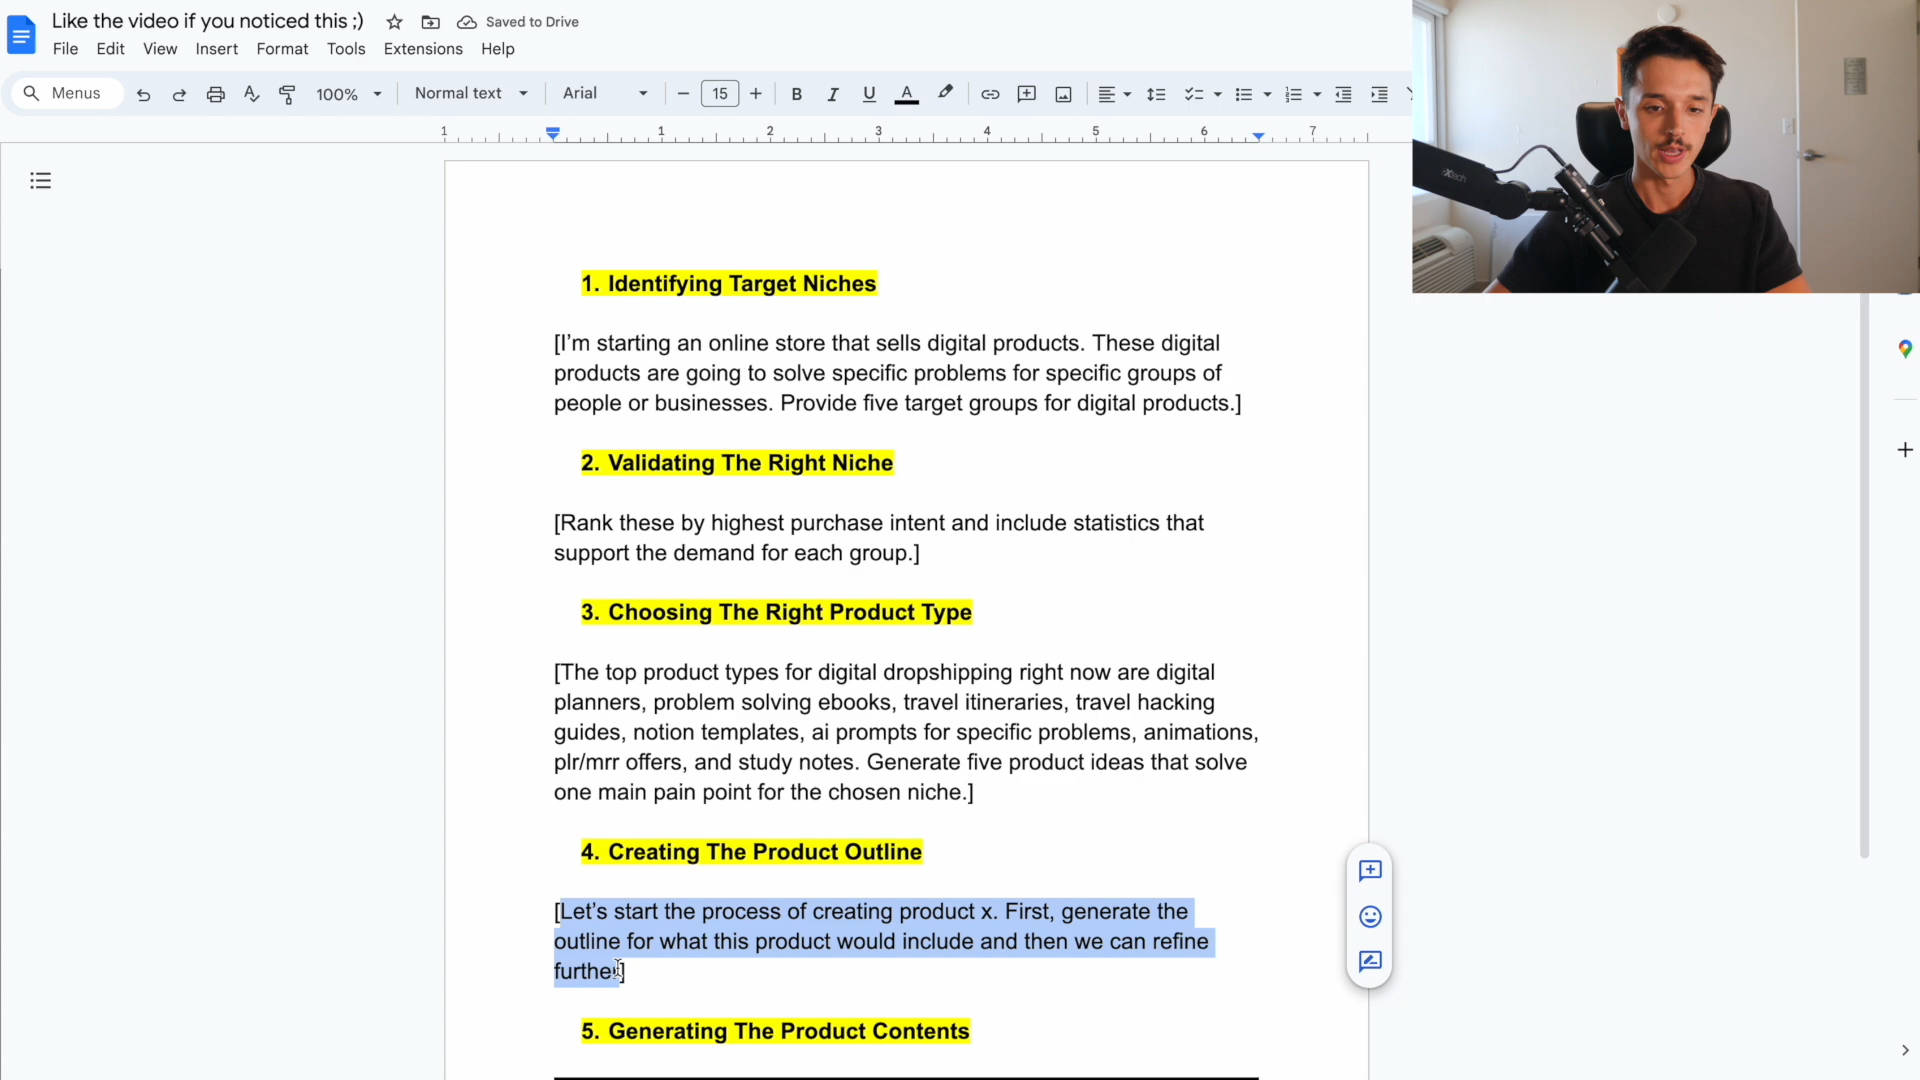 Like the video if you noticed this ;)
Saved to Drive
File Edit View Insert Format Tools Extensions Help
Menus 100% Normal text Arial 15
1 1 2 3 4 5 6 7
1. Identifying Target Niches
[I’m starting an online store that sells digital products. These digital
products are going to solve specific problems for specific groups of
people or businesses. Provide five target groups for digital products.]
2. Validating The Right Niche
[Rank these by highest purchase intent and include statistics that
support the demand for each group.]
3. Choosing The Right Product Type
[The top product types for digital dropshipping right now are digital
planners, problem solving ebooks, travel itineraries, travel hacking
guides, notion templates, ai prompts for specific problems, animations,
plr/mrr offers, and study notes. Generate five product ideas that solve
one main pain point for the chosen niche.]
4. Creating The Product Outline
[Let’s start the process of creating product x. First, generate the
outline for what this product would include and then we can refine
further]
5. Generating The Product Contents